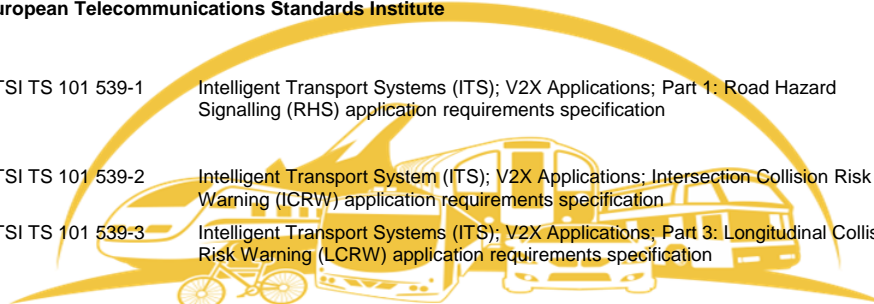 uropean Telecommunications Standards Institute
TSI TS 101 539-1 Intelligent Transport Systems (ITS); V2X Applications; Part 1: Road Hazard
Signalling (RHS) application requirements specification
TSI TS 101 539-2 Intelligent Transport System (ITS); V2X Applications; Intersection Collision Risk
Warning (ICRW) application requirements specification
TSI TS 101 539-3 Intelligent Transport Systems (ITS); V2X Applications; Part 3: Longitudinal Collis
Risk Warning (LCRW) application requirements specification